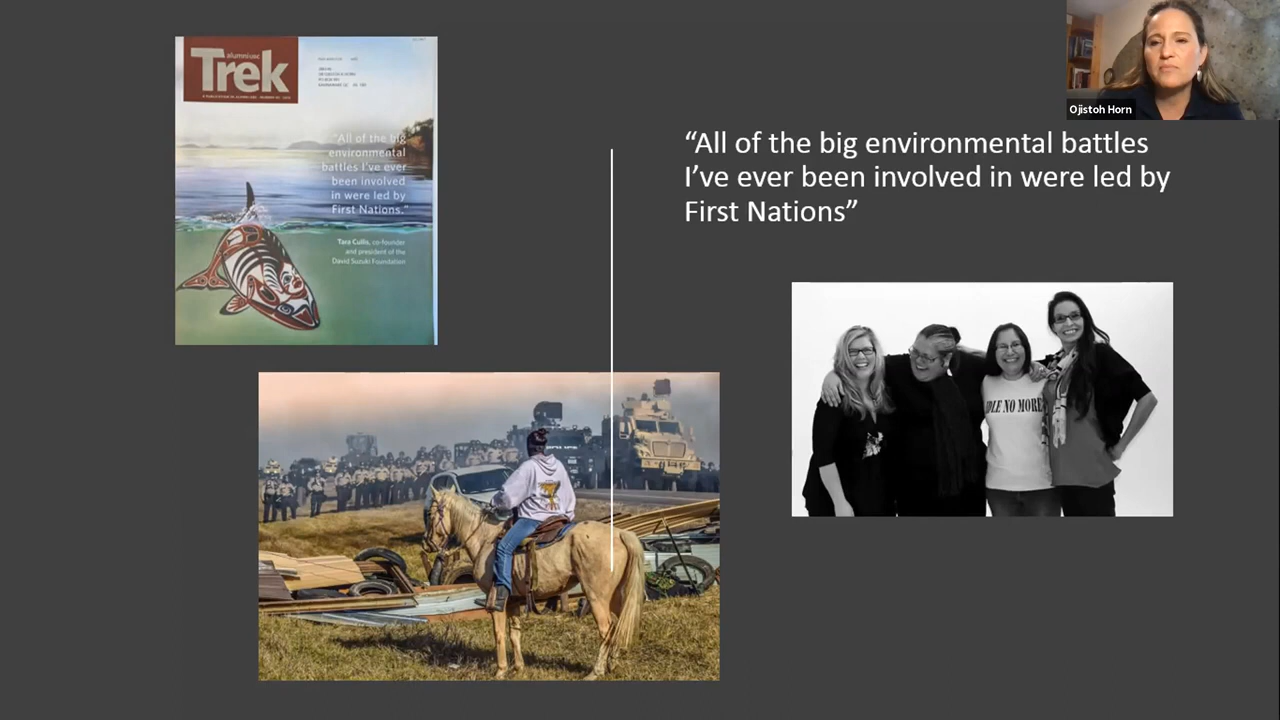 alumniUBC
Trek
"All of the big
environmental
battles I've ever
been involved
in were led by
First Nations."
Tara Cullis, co-founder
and president of the
David Suzuki Foundation
"All of the big environmental battles
I've ever been involved in were led by
First Nations"
Ojistoh Horn
POLICE
IDLE NO MORE